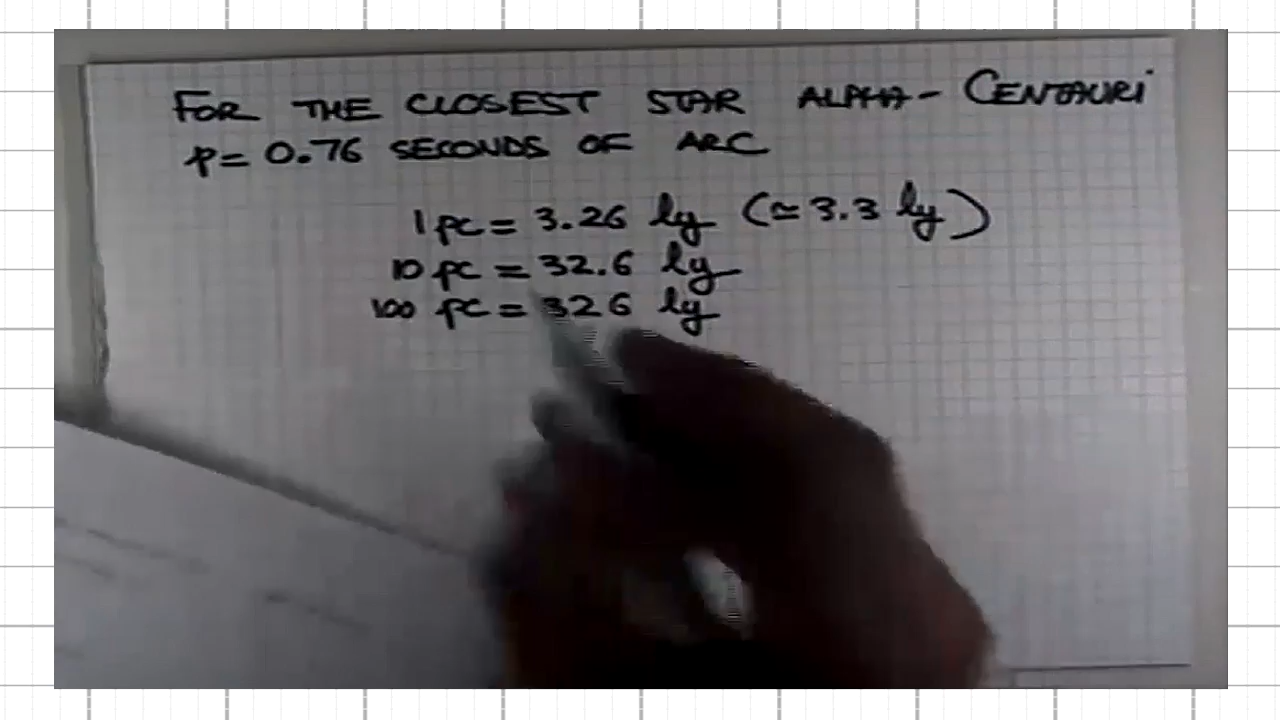 FOR THE CLOSEST STAR ALPHA- CENTAURI
p= 0.76 SECONDS OF ARC
1 pc = 3.26 ly (≃ 3.3 ly)
10 pc = 32.6 ly
100 pc = 326 ly